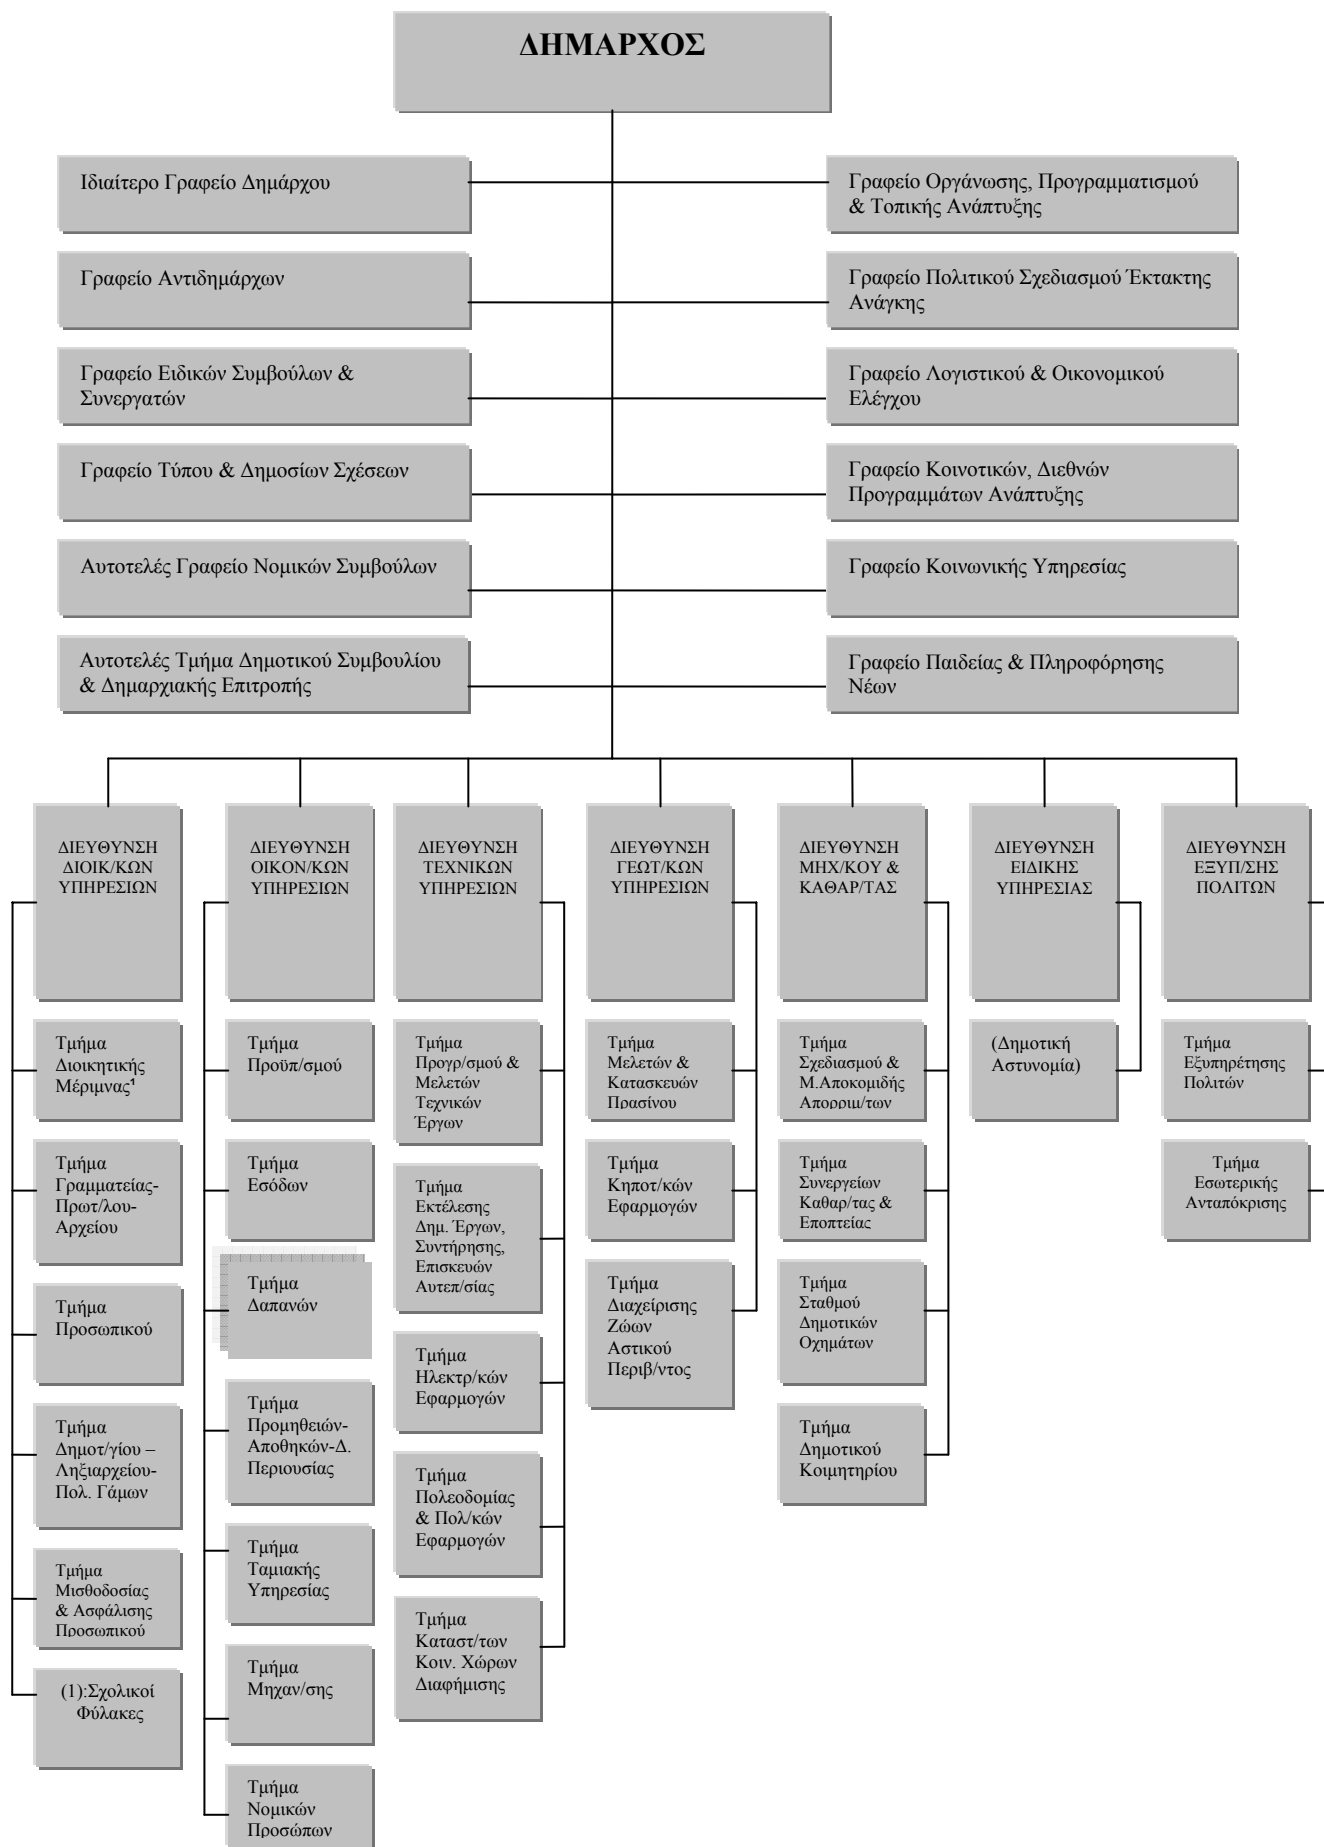 ΔΗΜΑΡΧΟΣ
Ιδιαίτερο Γραφείο Δημάρχου
Γραφείο Οργάνωσης, Προγραμματισμού
& Τοπικής Ανάπτυξης
Γραφείο Αντιδημάρχων
Γραφείο Πολιτικού Σχεδιασμού Έκτακτης
Ανάγκης
Γραφείο Ειδικών Συμβούλων &
Συνεργατών
Γραφείο Λογιστικού & Οικονομικού
Ελέγχου
Γραφείο Τύπου & Δημοσίων Σχέσεων
Γραφείο Κοινοτικών, Διεθνών
Προγραμμάτων Ανάπτυξης
Αυτοτελές Γραφείο Νομικών Συμβούλων
Γραφείο Κοινωνικής Υπηρεσίας
Αυτοτελές Τμήμα Δημοτικού Συμβουλίου
& Δημαρχιακής Επιτροπής
Γραφείο Παιδείας & Πληροφόρησης
Νέων
ΔΙΕΥΘΥΝΣΗ
ΔΙΟΙΚ/ΚΩΝ
ΥΠΗΡΕΣΙΩΝ
Τμήμα
Διοικητικής
Μέριμνας¹
Τμήμα
Γραμματείας-
Πρωτ/λου-
Αρχείου
Τμήμα
Προσωπικού
Τμήμα
Δημοτ/γίου –
Ληξιαρχείου-
Πολ. Γάμων
Τμήμα
Μισθοδοσίας
& Ασφάλισης
Προσωπικού
(1):Σχολικοί
Φύλακες
ΔΙΕΥΘΥΝΣΗ
ΟΙΚΟΝ/ΚΩΝ
ΥΠΗΡΕΣΙΩΝ
Τμήμα
Προϋπ/σμού
Τμήμα
Εσόδων
Τμήμα
Δαπανών
Τμήμα
Προμηθειών-
Αποθηκών-Δ.
Περιουσίας
Τμήμα
Ταμιακής
Υπηρεσίας
Τμήμα
Μηχαν/σης
Τμήμα
Νομικών
Προσώπων
ΔΙΕΥΘΥΝΣΗ
ΤΕΧΝΙΚΩΝ
ΥΠΗΡΕΣΙΩΝ
Τμήμα
Προγρ/σμού &
Μελετών
Τεχνικών
Έργων
Τμήμα
Εκτέλεσης
Δημ. Έργων,
Συντήρησης,
Επισκευών
Αυτεπ/σίας
Τμήμα
Ηλεκτρ/κών
Εφαρμογών
Τμήμα
Πολεοδομίας
& Πολ/κών
Εφαρμογών
Τμήμα
Καταστ/των
Κοιν. Χώρων
Διαφήμισης
ΔΙΕΥΘΥΝΣΗ
ΓΕΩΤ/ΚΩΝ
ΥΠΗΡΕΣΙΩΝ
Τμήμα
Μελετών &
Κατασκευών
Πρασίνου
Τμήμα
Κηποτ/κών
Εφαρμογών
Τμήμα
Διαχείρισης
Ζώων
Αστικού
Περιβ/ντος
ΔΙΕΥΘΥΝΣΗ
ΜΗΧ/ΚΟΥ &
ΚΑΘΑΡ/ΤΑΣ
Τμήμα
Σχεδιασμού &
Μ.Αποκομιδής
Απορριμ/των
Τμήμα
Συνεργείων
Καθαρ/τας &
Εποπτείας
Τμήμα
Σταθμού
Δημοτικών
Οχημάτων
Τμήμα
Δημοτικού
Κοιμητηρίου
ΔΙΕΥΘΥΝΣΗ
ΕΙΔΙΚΗΣ
ΥΠΗΡΕΣΙΑΣ
(Δημοτική
Αστυνομία)
ΔΙΕΥΘΥΝΣΗ
ΕΞΥΠ/ΣΗΣ
ΠΟΛΙΤΩΝ
Τμήμα
Εξυπηρέτησης
Πολιτών
Τμήμα
Εσωτερικής
Ανταπόκρισης